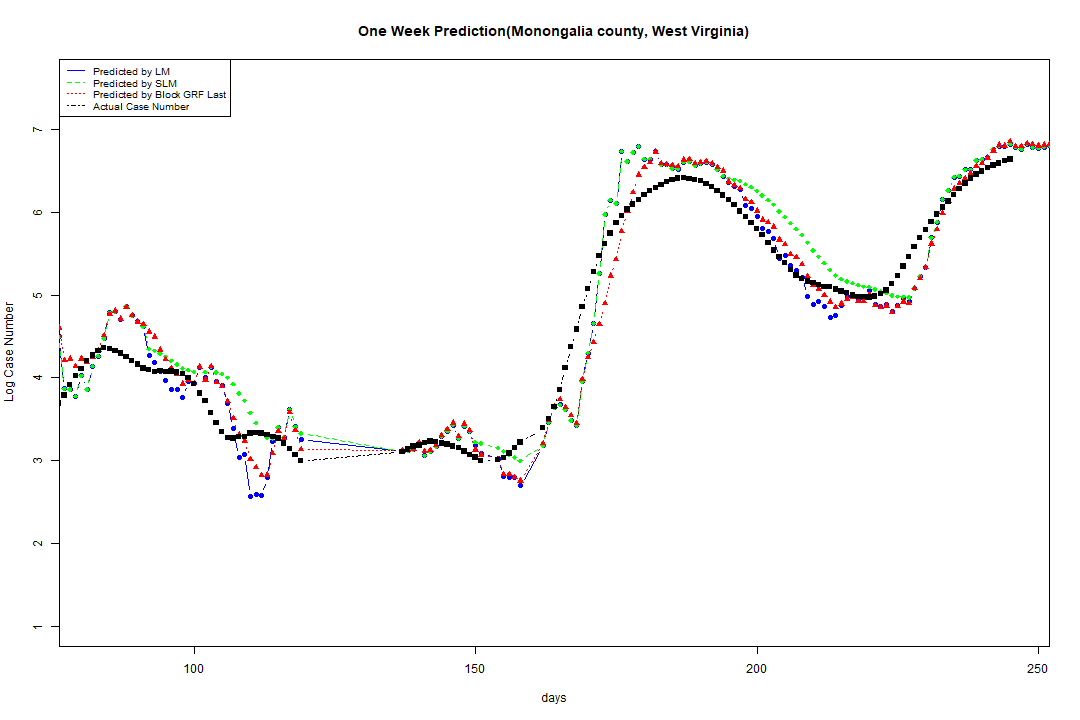 One Week Prediction(Monongalia county, West Virginia)
Predicted by LM
Predicted by SLM
Predicted by Block GRF Last
Actual Case Number
7
6
5
4
3
2
1
Log Case Number
100 150 200 250
days